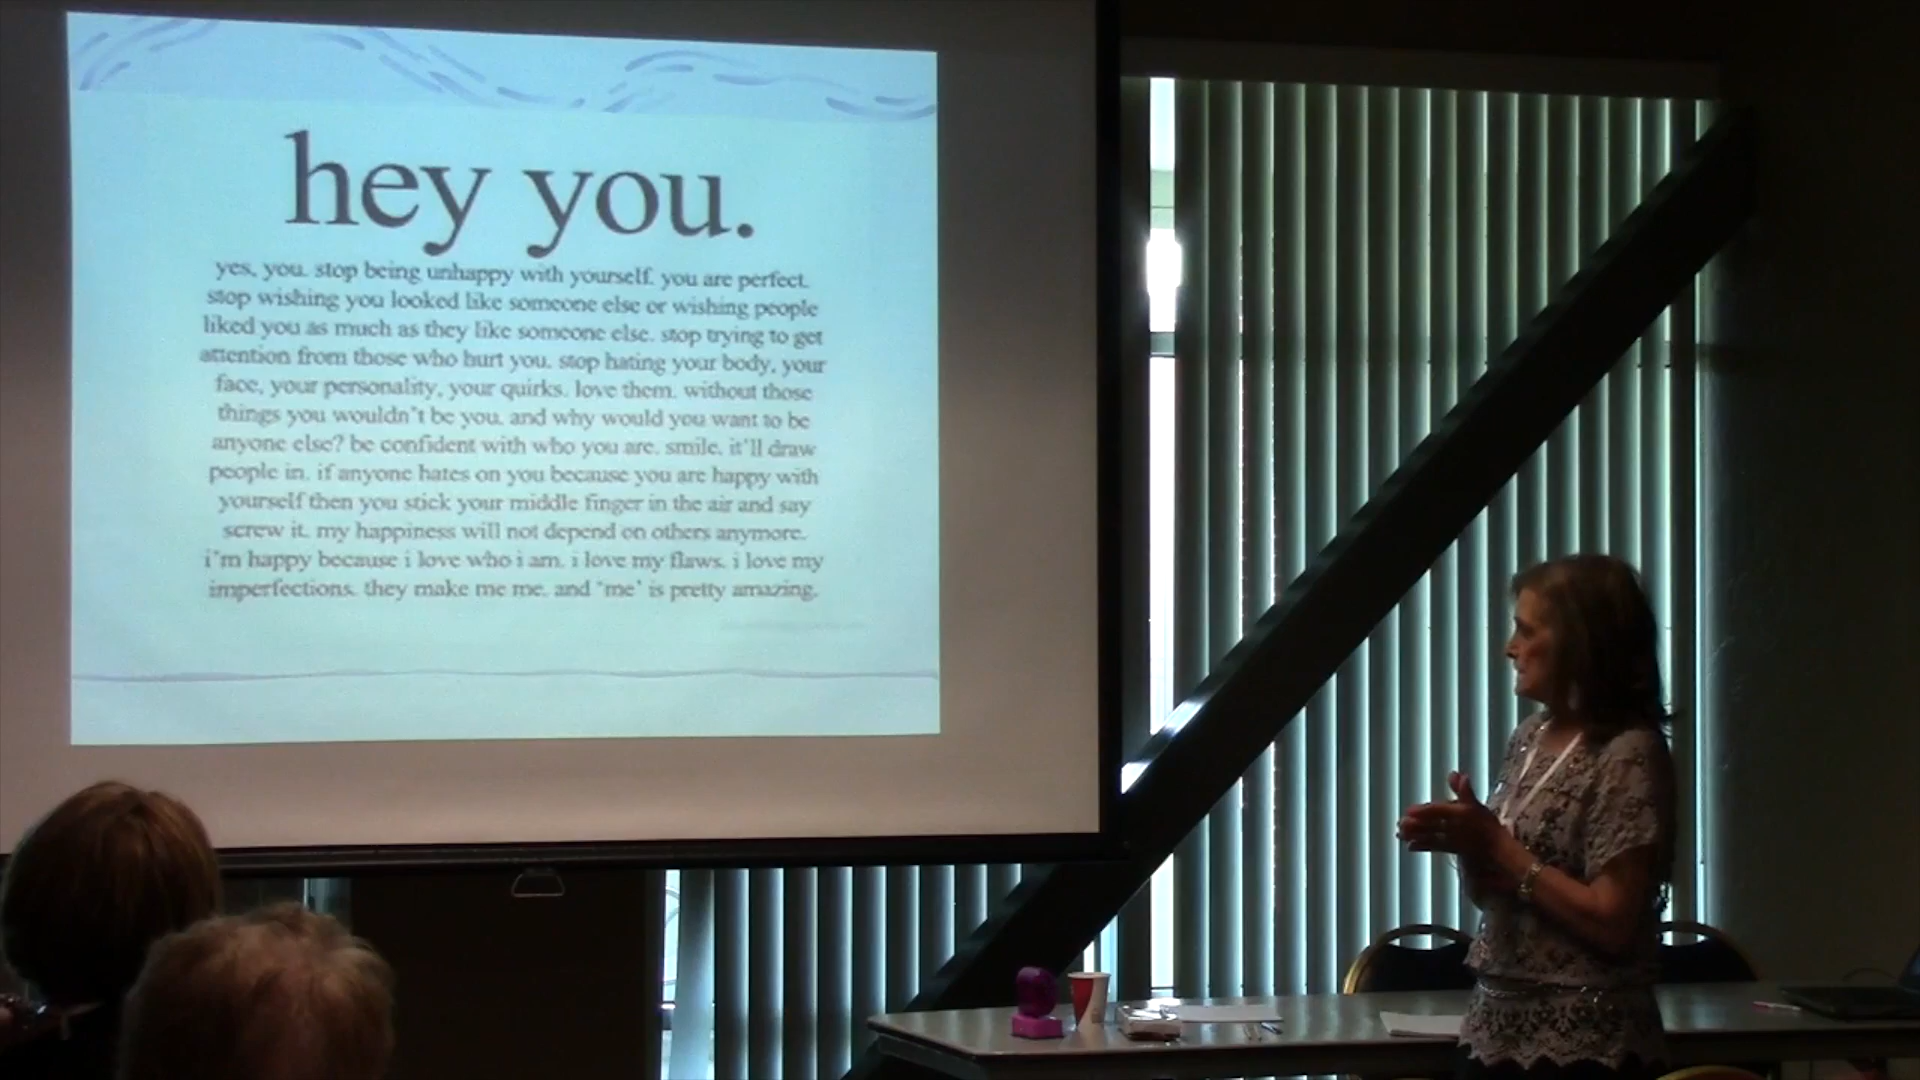 hey you.
yes, you. stop being unhappy with yourself. you are perfect.
stop wishing you looked like someone else or wishing people
liked you as much as they like someone else. stop trying to get
attention from those who hurt you. stop hating your body, your
face, your personality, your quirks. love them. without those
things you wouldn't be you. and why would you want to be
anyone else? be confident with who you are. smile. it'll draw
people in. if anyone hates on you because you are happy with
yourself then you stick your middle finger in the air and say
screw it. my happiness will not depend on others anymore.
i'm happy because i love who i am. i love my flaws. i love my
imperfections. they make me me. and 'me' is pretty amazing.